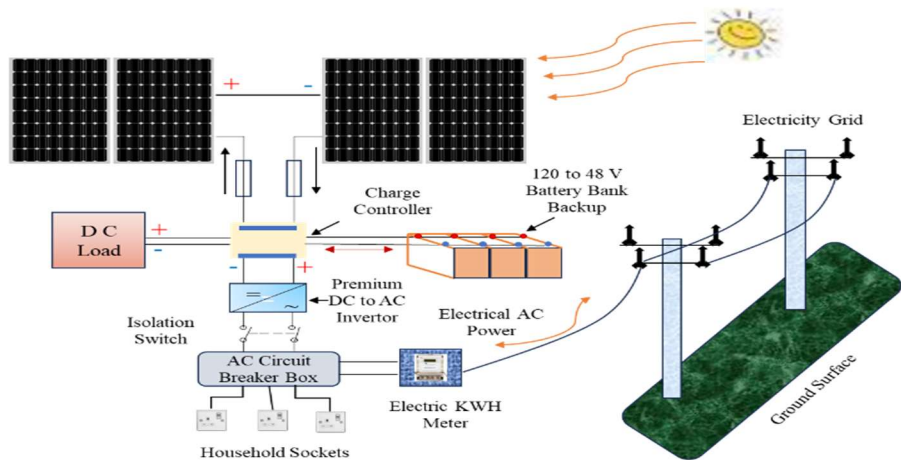 +
-
Electricity Grid
120 to 48 V
Battery Bank
Backup
Charge
Controller
D C
Load
+
-
-
+
Premium
DC to AC
Invertor
Isolation
Switch
Electrical AC
Power
AC Circuit
Breaker Box
Electric KWH
Meter
Ground Surface
Household Sockets